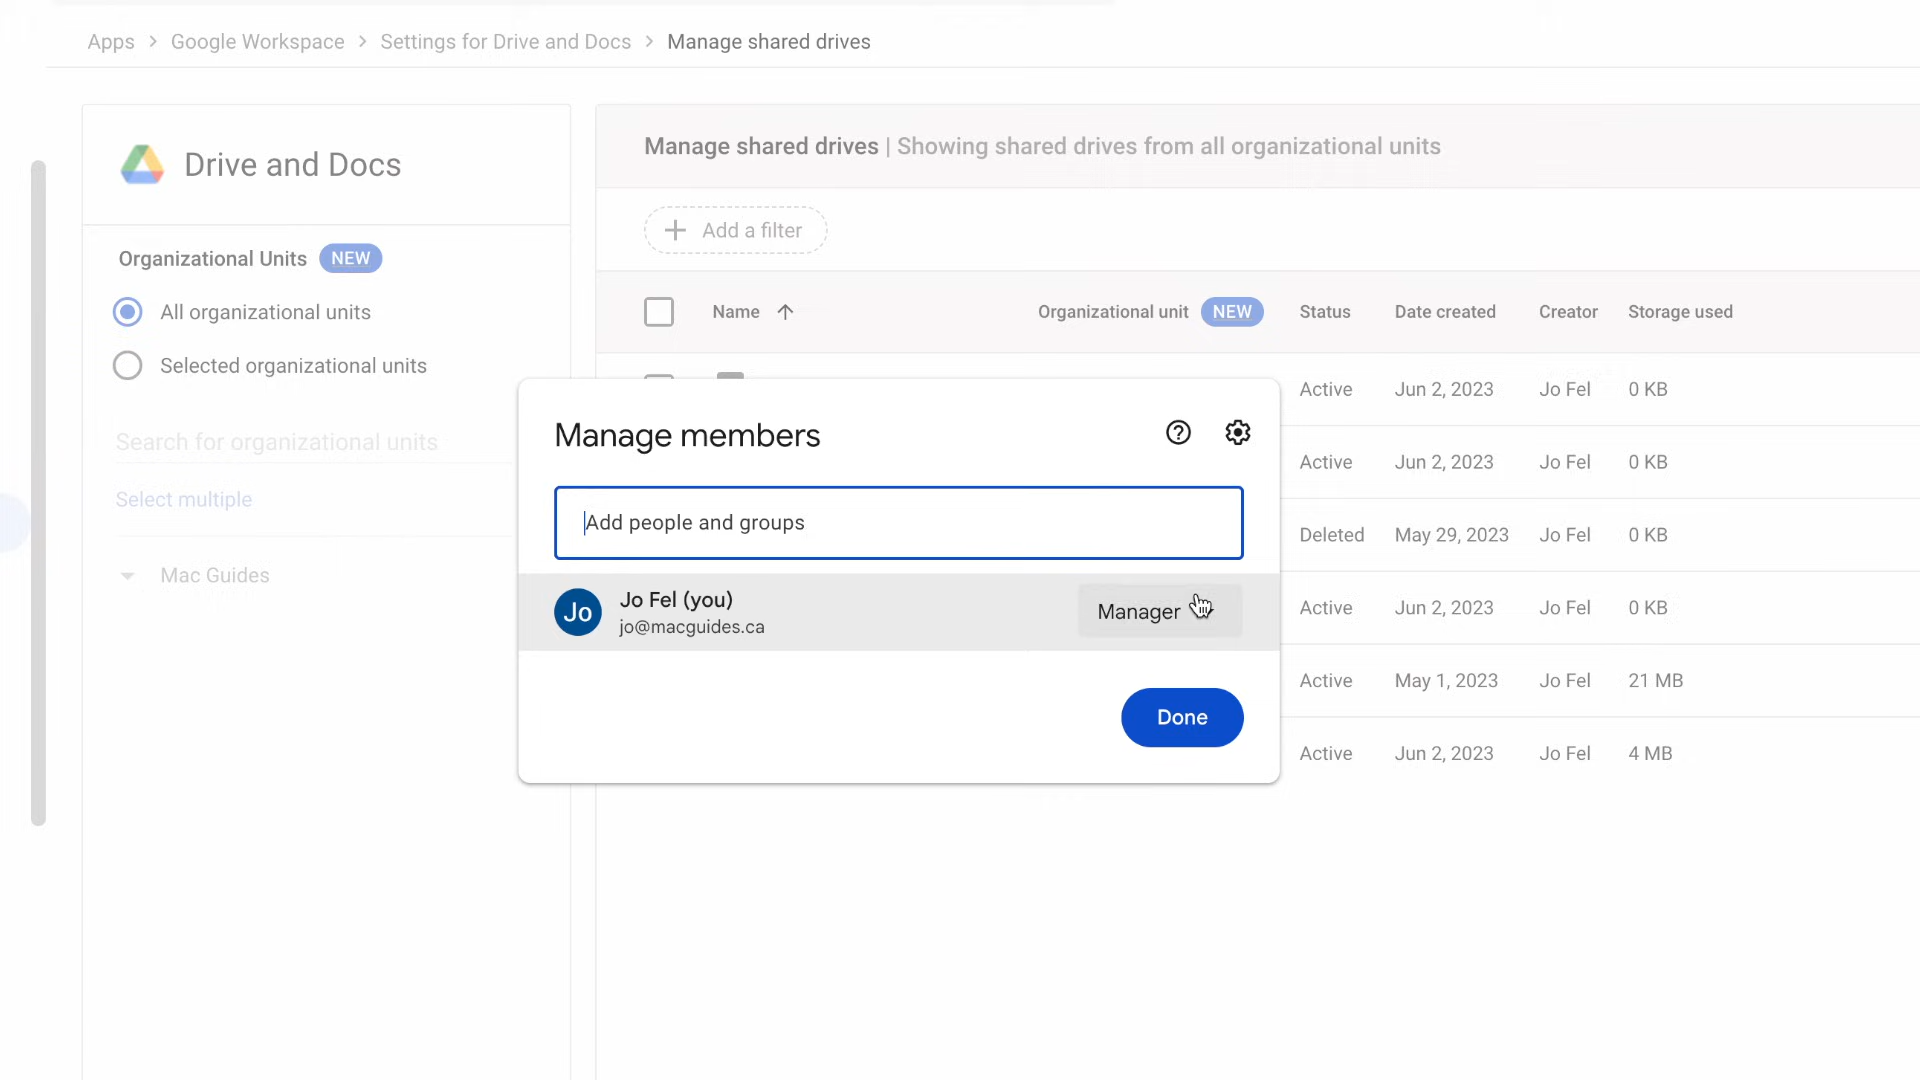 Apps > Google Workspace > Settings for Drive and Docs > Manage shared drives
Drive and Docs
Organizational Units NEW
All organizational units
Selected organizational units
Search for organizational units
Select multiple
Mac Guides
Manage shared drives | Showing shared drives from all organizational units
+ Add a filter
Name Organizational unit NEW Status Date created Creator Storage used
Active Jun 2, 2023 Jo Fel 0 KB
Active Jun 2, 2023 Jo Fel 0 KB
Deleted May 29, 2023 Jo Fel 0 KB
Active Jun 2, 2023 Jo Fel 0 KB
Active May 1, 2023 Jo Fel 21 MB
Active Jun 2, 2023 Jo Fel 4 MB
Manage members
Add people and groups
Jo
Jo Fel (you)
jo@macguides.ca
Manager
Done